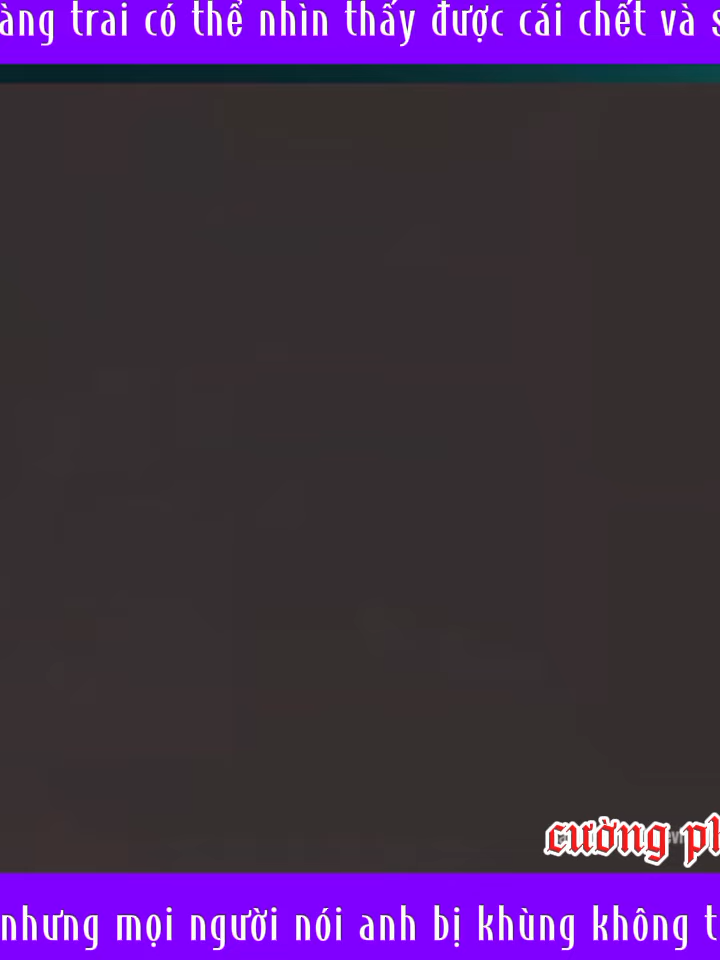 àng trai có thể nhìn thấy được cái chết và
cường
nhưng mọi người nói anh bị khùng không